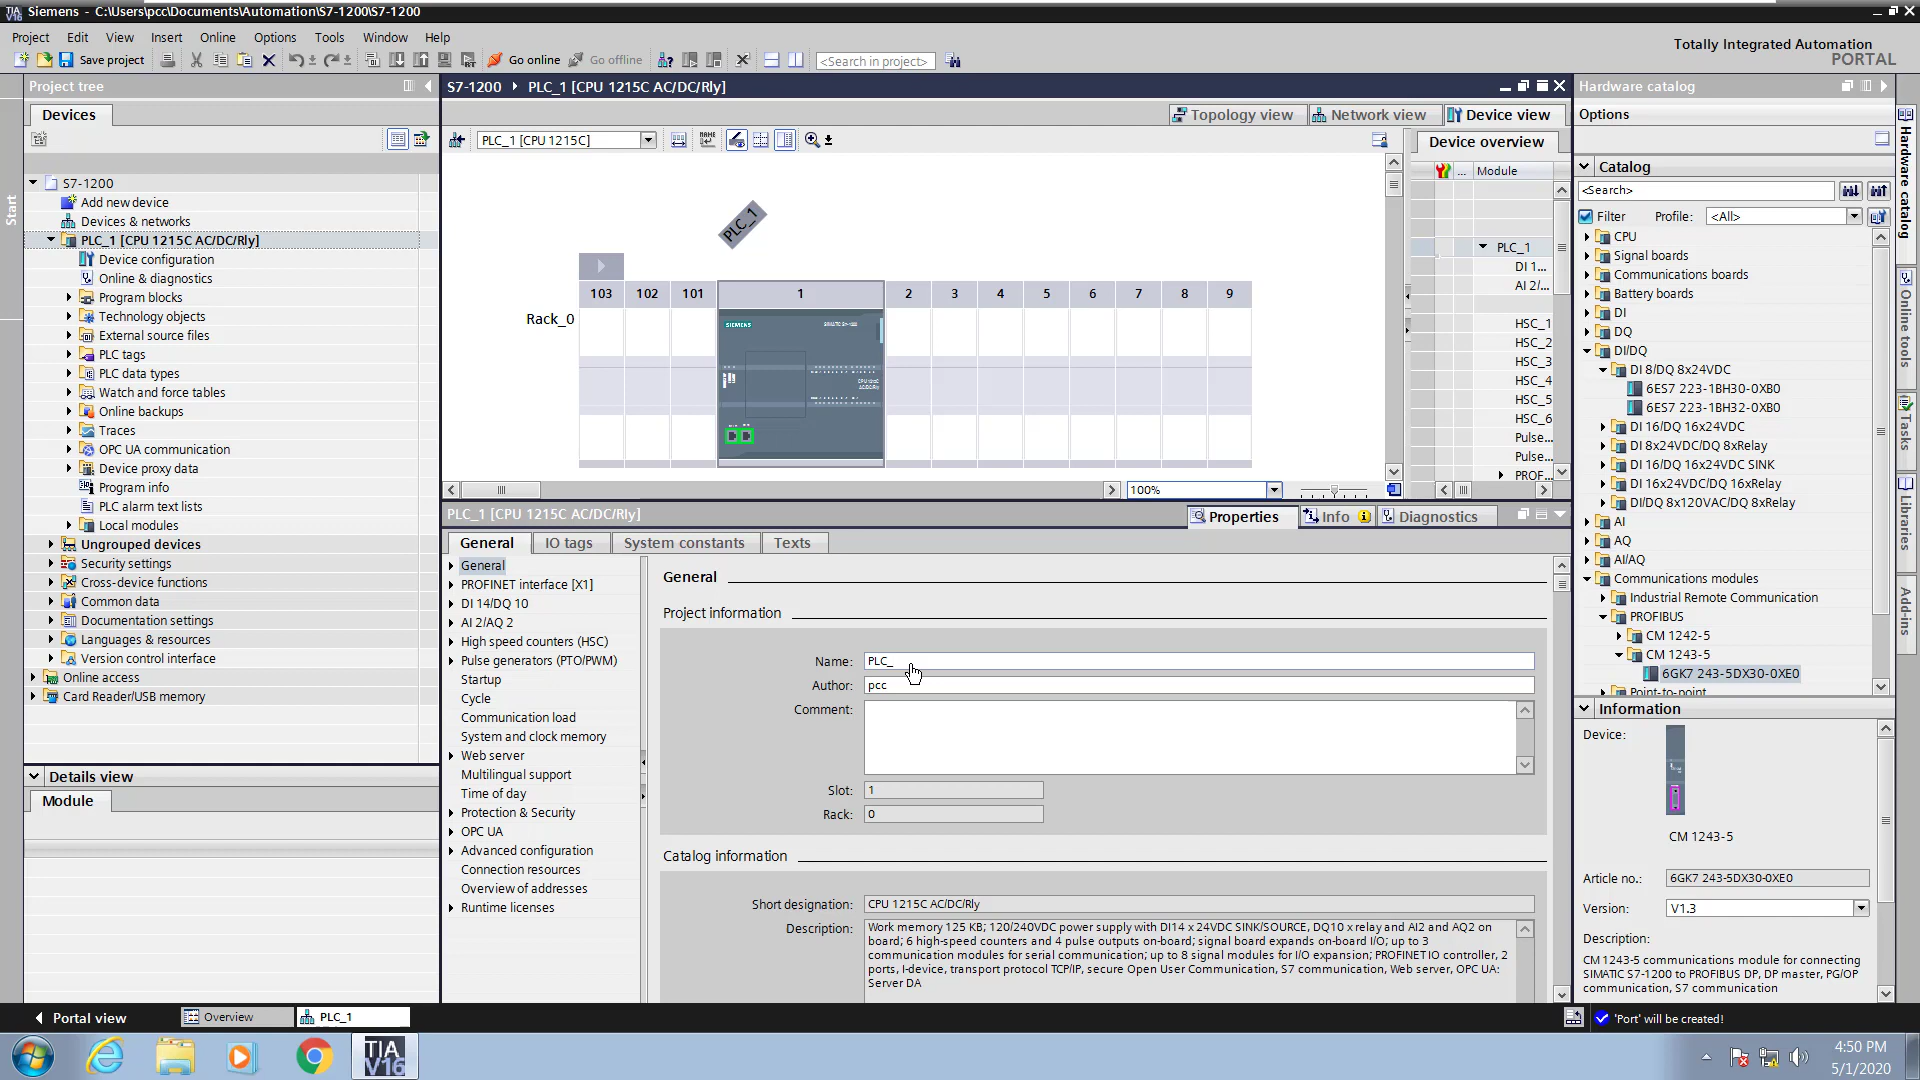 Siemens - C:\Users\pcc\Documents\Automation\S7-1200\S7-1200
Project Edit View Insert Online Options Tools Window Help
Totally Integrated Automation
PORTAL
Save project
Go online
Go offline
<Search in project>
Project tree
Devices
Start
S7-1200
Add new device
Devices & networks
PLC_1 [CPU 1215C AC/DC/Rly]
Device configuration
Online & diagnostics
Program blocks
Technology objects
External source files
PLC tags
PLC data types
Watch and force tables
Online backups
Traces
OPC UA communication
Device proxy data
Program info
PLC alarm text lists
Local modules
Ungrouped devices
Security settings
Cross-device functions
Common data
Documentation settings
Languages & resources
Version control interface
Online access
Card Reader/USB memory
Details view
Module
S7-1200 PLC_1 [CPU 1215C AC/DC/Rly]
Topology view Network view Device view
PLC_1 [CPU 1215C]
100%
PLC_1
103 102 101 1 2 3 4 5 6 7 8 9
Rack_0
SIEMENS SIMATIC S7-1200
CPU 1215C
AC/DC/Rly
Device overview
... Module
PLC_1
DI 1...
AI 2/...
HSC_1
HSC_2
HSC_3
HSC_4
HSC_5
HSC_6
Pulse...
Pulse...
PROF...
PLC_1 [CPU 1215C AC/DC/Rly]
Properties Info Diagnostics
General IO tags System constants Texts
General
PROFINET interface [X1]
DI 14/DQ 10
AI 2/AQ 2
High speed counters (HSC)
Pulse generators (PTO/PWM)
Startup
Cycle
Communication load
System and clock memory
Web server
Multilingual support
Time of day
Protection & Security
OPC UA
Advanced configuration
Connection resources
Overview of addresses
Runtime licenses
General
Project information
Name: PLC_
Author: pcc
Comment:
Slot: 1
Rack: 0
Catalog information
Short designation: CPU 1215C AC/DC/Rly
Description: Work memory 125 KB; 120/240VDC power supply with DI14 x 24VDC SINK/SOURCE, DQ10 x relay and AI2 and AQ2 on
board; 6 high-speed counters and 4 pulse outputs on-board; signal board expands on-board I/O; up to 3
communication modules for serial communication; up to 8 signal modules for I/O expansion; PROFINET IO controller, 2
ports, I-device, transport protocol TCP/IP, secure Open User Communication, S7 communication, Web server, OPC UA:
Server DA
Hardware catalog
Options
Catalog
<Search>
Filter Profile: <All>
CPU
Signal boards
Communications boards
Battery boards
DI
DQ
DI/DQ
DI 8/DQ 8x24VDC
6ES7 223-1BH30-0XB0
6ES7 223-1BH32-0XB0
DI 16/DQ 16x24VDC
DI 8x24VDC/DQ 8xRelay
DI 16/DQ 16x24VDC SINK
DI 16x24VDC/DQ 16xRelay
DI/DQ 8x120VAC/DQ 8xRelay
AI
AQ
AI/AQ
Communications modules
Industrial Remote Communication
PROFIBUS
CM 1242-5
CM 1243-5
6GK7 243-5DX30-0XE0
Point-to-point
Information
Device:
CM 1243-5
Article no.: 6GK7 243-5DX30-0XE0
Version: V1.3
Description:
CM 1243-5 communications module for connecting
SIMATIC S7-1200 to PROFIBUS DP, DP master, PG/OP
communication, S7 communication
Hardware catalog
Online tools
Tasks
Libraries
Add-ins
Portal view Overview PLC_1
'Port' will be created!
TIA
V16
4:50 PM
5/1/2020